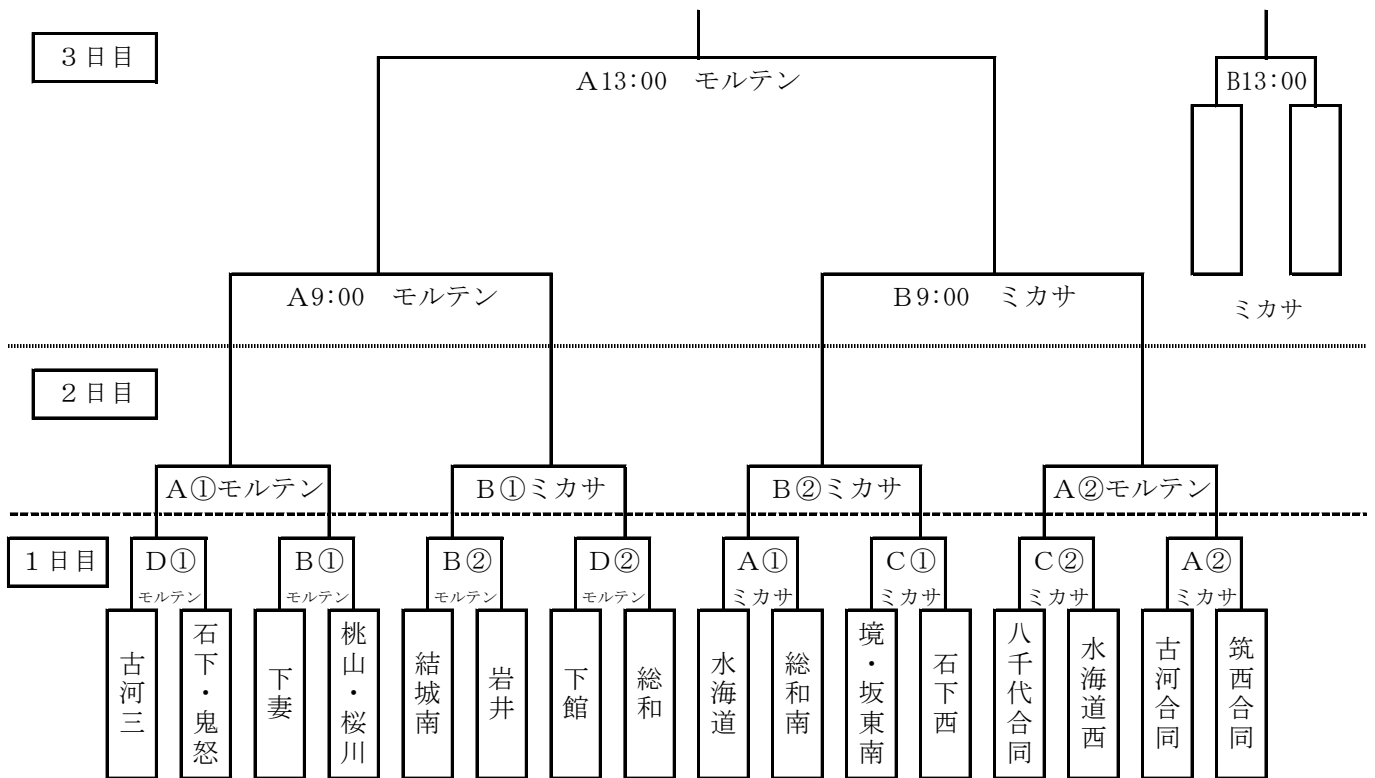 3日目
A13:00　モルテン
B13:00
A9:00　モルテン
B9:00　ミカサ
ミカサ
2日目
A①モルテン
B①ミカサ
B②ミカサ
A②モルテン
1日目
D①
モルテン
B①
モルテン
B②
モルテン
D②
モルテン
A①
ミカサ
C①
ミカサ
C②
ミカサ
A②
ミカサ
古河三
石下・鬼怒
下妻
桃山・桜川
結城南
岩井
下館
総和
水海道
総和南
境・坂東南
石下西
八千代合同
水海道西
古河合同
筑西合同